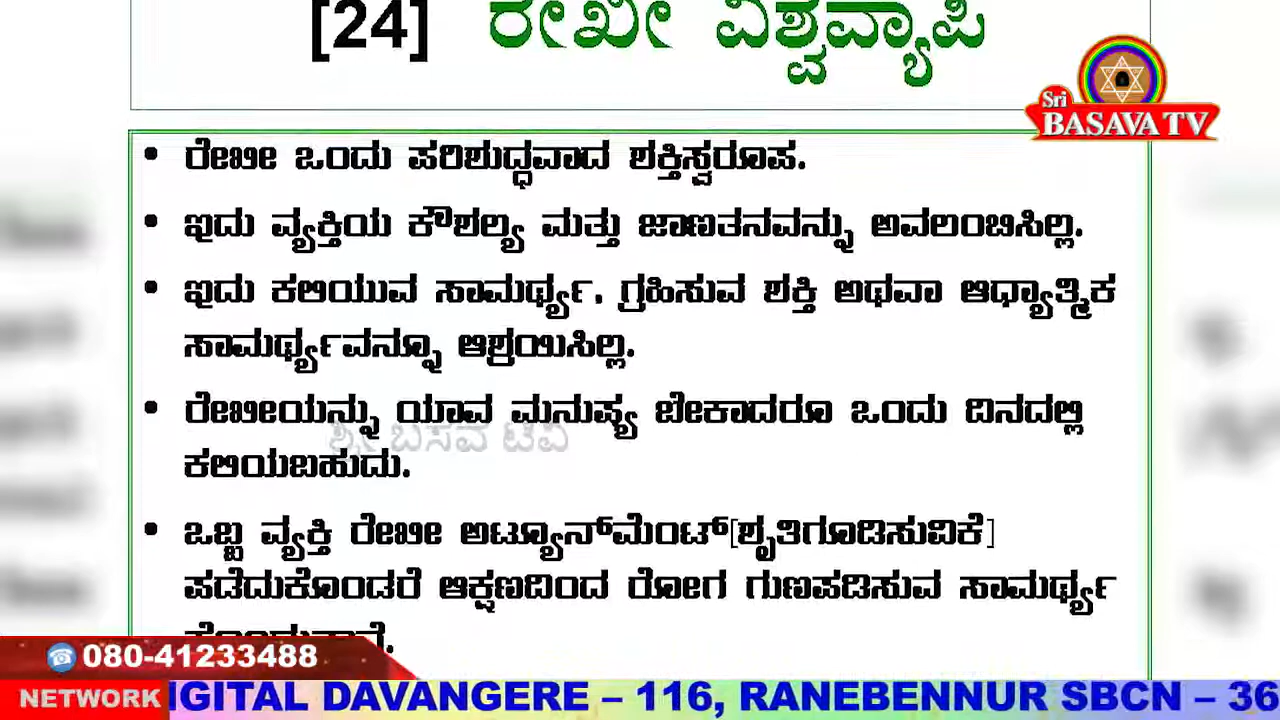 [24] ರೇಖೀ ವಿಶ್ವವ್ಯಾಪಿ
Sri
BASAVA TV
• ರೇಖೀ ಒಂದು ಪರಿಶುದ್ಧವಾದ ಶಕ್ತಿಸ್ವರೂಪ.
• ಇದು ವ್ಯಕ್ತಿಯ ಕೌಶಲ್ಯ ಮತ್ತು ಜಾಣತನವನ್ನು ಅವಲಂಬಿಸಿಲ್ಲ.
• ಇದು ಕಲಿಯುವ ಸಾಮರ್ಥ್ಯ, ಗ್ರಹಿಸುವ ಶಕ್ತಿ ಅಥವಾ ಆಧ್ಯಾತ್ಮಿಕ
ಸಾಮರ್ಥ್ಯವನ್ನೂ ಆಶ್ರಯಿಸಿಲ್ಲ.
• ರೇಖೀಯನ್ನು ಯಾವ ಮನುಷ್ಯ ಬೇಕಾದರೂ ಒಂದು ದಿನದಲ್ಲಿ
ಶ್ರೀ ಬಸವ ಟಿವಿ
ಕಲಿಯಬಹುದು.
• ಒಬ್ಬ ವ್ಯಕ್ತಿ ರೇಖೀ ಅಟ್ಯೂನ್‌ಮೆಂಟ್[ಶೃತಿಗೂಡಿಸುವಿಕೆ]
ಪಡೆದುಕೊಂಡರೆ ಆಕ್ಷಣದಿಂದ ರೋಗ ಗುಣಪಡಿಸುವ ಸಾಮರ್ಥ್ಯ
080-41233488
NETWORK IGITAL DAVANGERE – 116, RANEBENNUR SBCN – 36